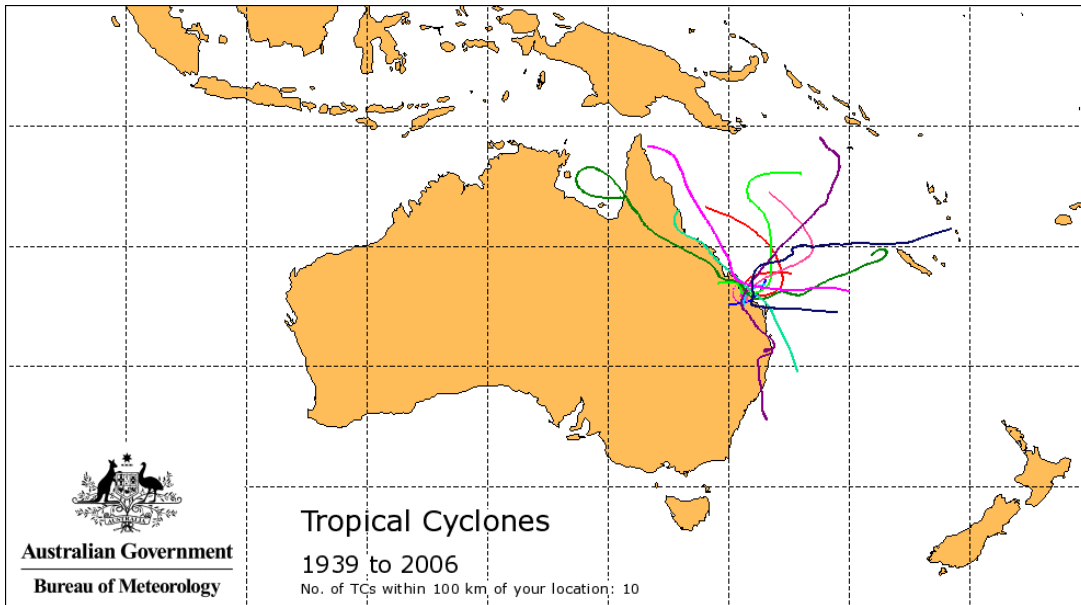 AUSTRALIA
Australian Government
Bureau of Meteorology
Tropical Cyclones
1939 to 2006
No. of TCs within 100 km of your location: 10